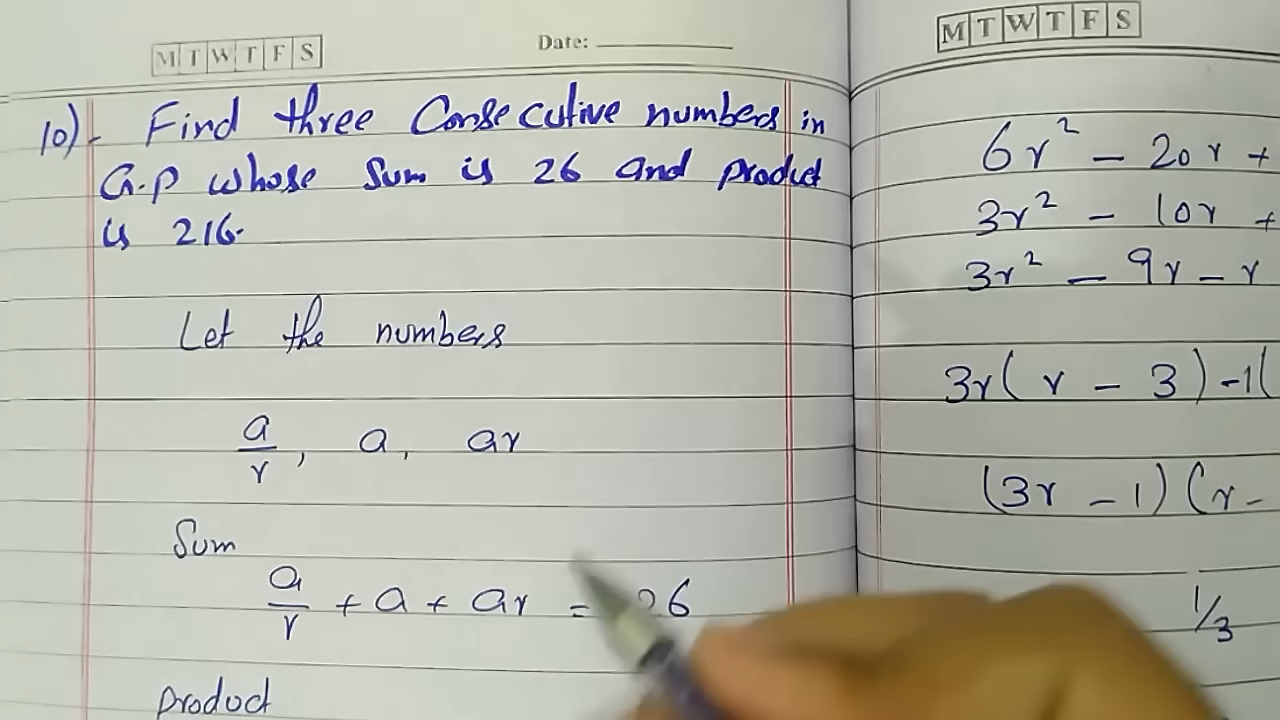 M T W T F S
Date:
10)- Find three Consecutive numbers in
G.P whose Sum is 26 and product
is 216.
Let the numbers
a/r, a, ar
Sum
a/r + a + ar = 26
product
M T W T F S
6r² - 20r +
3r² - 10r +
3r² - 9r - r
3r(r - 3) -1(
(3r - 1)(r -
1/3